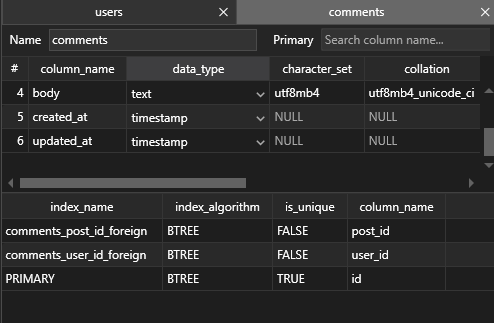 users × comments ×
Name comments Primary Search column name...
# column_name data_type character_set collation
4 body text utf8mb4 utf8mb4_unicode_ci
5 created_at timestamp NULL NULL
6 updated_at timestamp NULL NULL
index_name index_algorithm is_unique column_name
comments_post_id_foreign BTREE FALSE post_id
comments_user_id_foreign BTREE FALSE user_id
PRIMARY BTREE TRUE id